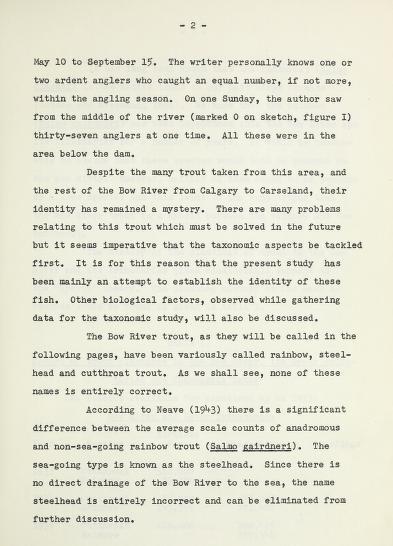 - 2 -
May 10 to September 15. The writer personally knows one or
two ardent anglers who caught an equal number, if not more,
within the angling season. On one Sunday, the author saw
from the middle of the river (marked O on sketch, figure I)
thirty-seven anglers at one time. All these were in the
area below the dam.
Despite the many trout taken from this area, and
the rest of the Bow River from Calgary to Carseland, their
identity has remained a mystery. There are many problems
relating to this trout which must be solved in the future
but it seems imperative that the taxonomic aspects be tackled
first. It is for this reason that the present study has
been mainly an attempt to establish the identity of these
fish. Other biological factors, observed while gathering
data for the taxonomic study, will also be discussed.
The Bow River trout, as they will be called in the
following pages, have been variously called rainbow, steel-
head and cutthroat trout. As we shall see, none of these
names is entirely correct.
According to Neave (1943) there is a significant
difference between the average scale counts of anadromous
and non-sea-going rainbow trout (Salmo gairdneri). The
sea-going type is known as the steelhead. Since there is
no direct drainage of the Bow River to the sea, the name
steelhead is entirely incorrect and can be eliminated from
further discussion.